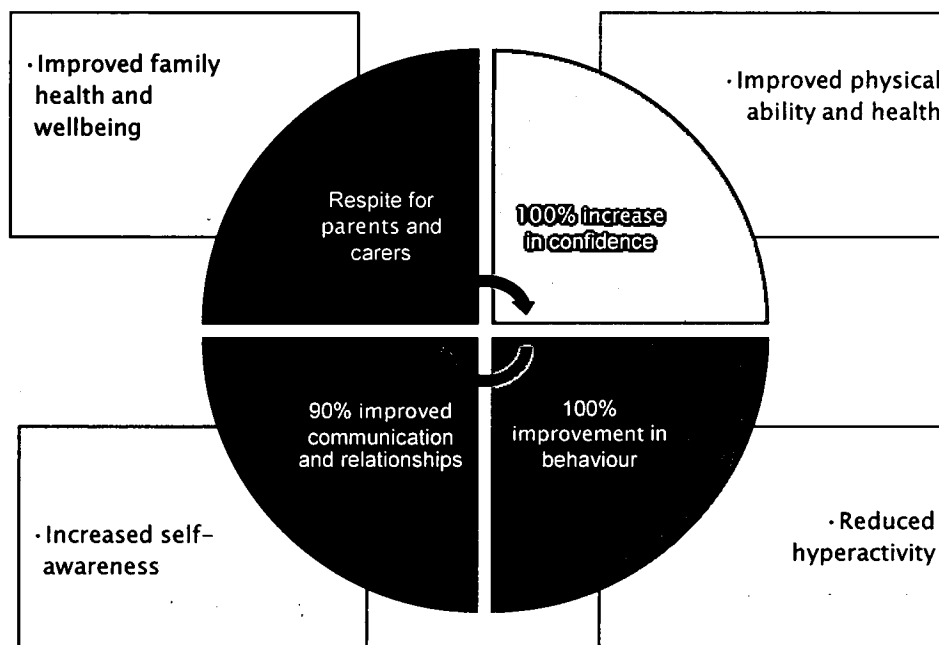 ·Improved family
health and
wellbeing
·Improved physical
ability and health
Respite for
parents and
carers
100% increase
in confidence
90% improved
communication
and relationships
100%
improvement in
behaviour
·Increased self-
awareness
·Reduced
hyperactivity